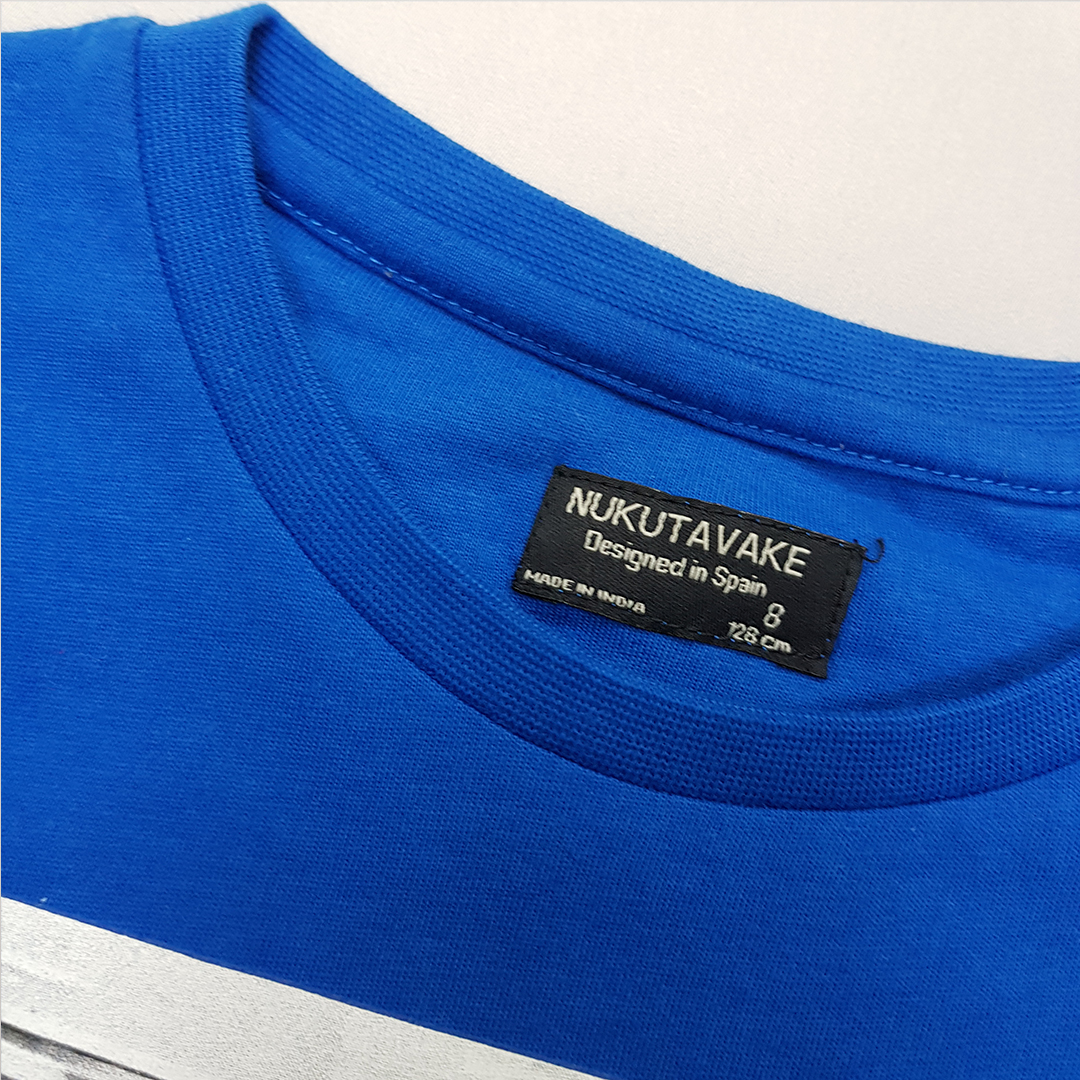 NUKUTAVAKE
Designed in Spain
MADE IN INDIA
8
128 cm